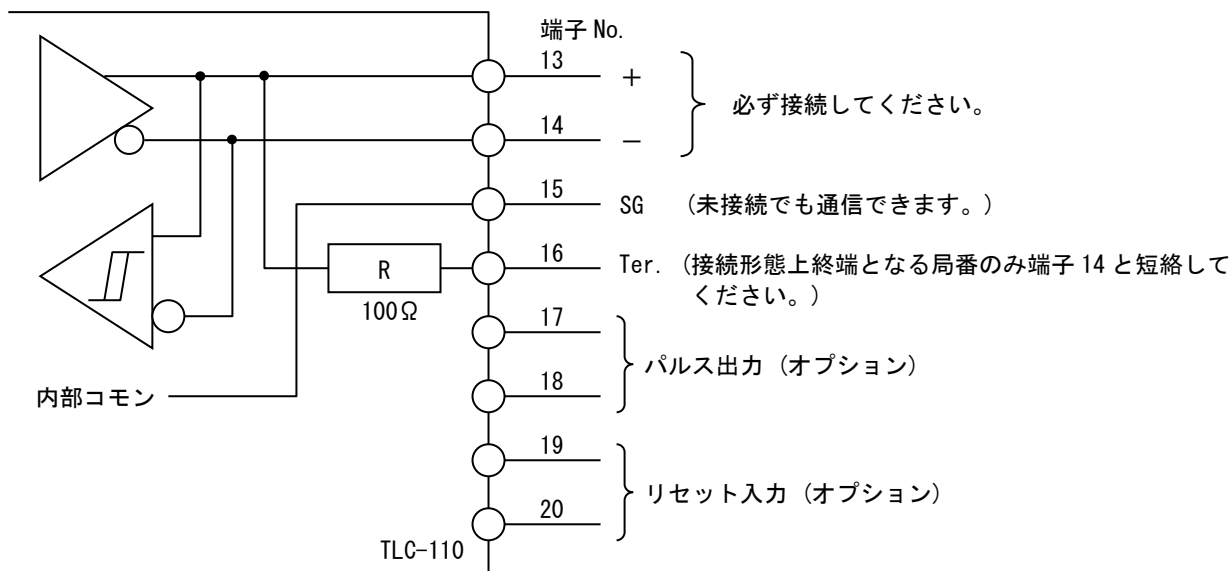 端子 No.
13
＋
14
－
必ず接続してください。
15
SG （未接続でも通信できます。）
16
Ter. （接続形態上終端となる局番のみ端子 14 と短絡して
ください。）
R
100Ω
17
18
パルス出力（オプション）
内部コモン
19
20
リセット入力（オプション）
TLC-110